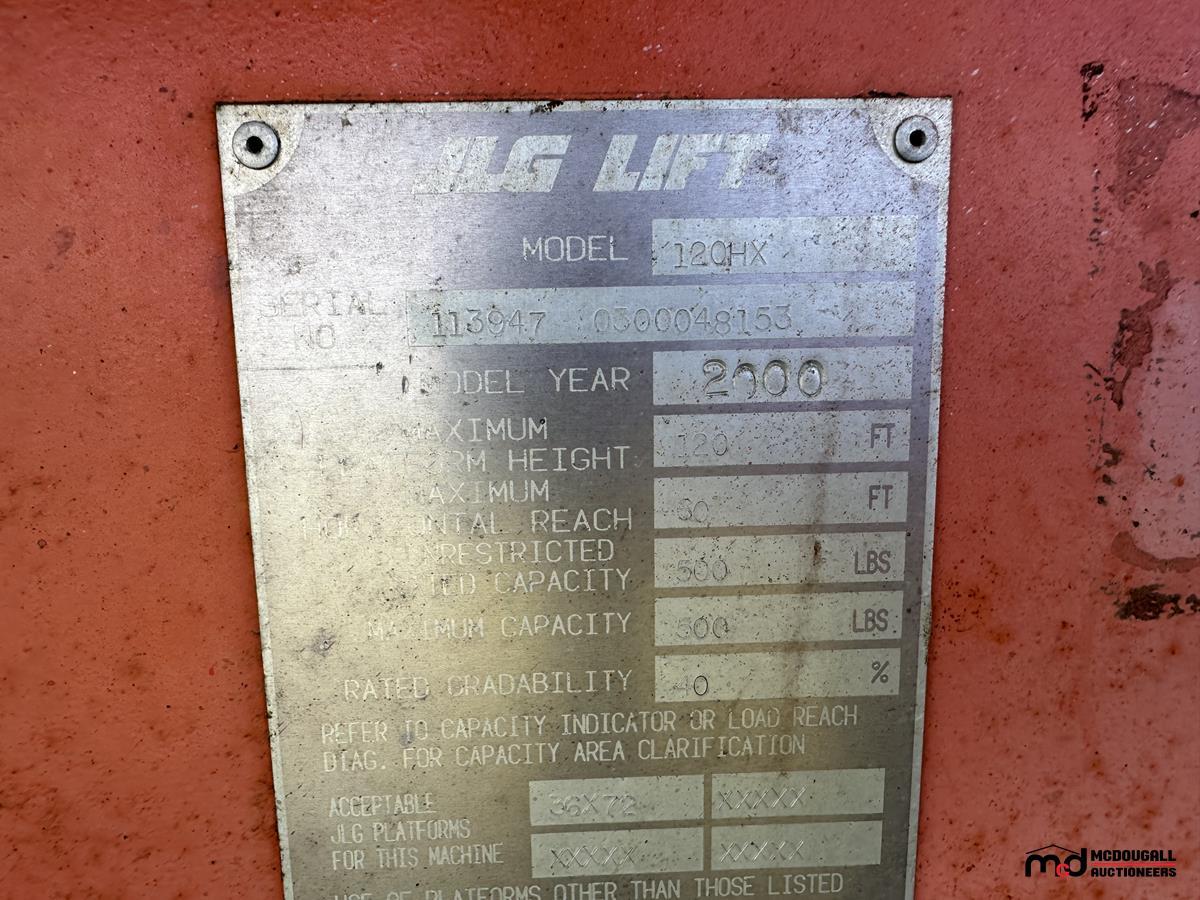 JLG LIFT
MODEL 120HX
SERIAL NO 113947 0300048153
MODEL YEAR 2000
MAXIMUM
HEIGHT 120 FT
MAXIMUM
REACH FT
RATED CAPACITY 500 LBS
MAXIMUM CAPACITY 500 LBS
RATED GRADABILITY 40 %
REFER TO CAPACITY INDICATOR OR LOAD REACH
DIAG. FOR CAPACITY AREA CLARIFICATION
ACCEPTABLE 36X72 XXXXX
JLG PLATFORMS
FOR THIS MACHINE XXXXX XXXXX
USE OF PLATFORMS OTHER THAN THOSE LISTED
md MCDOUGALL
AUCTIONEERS